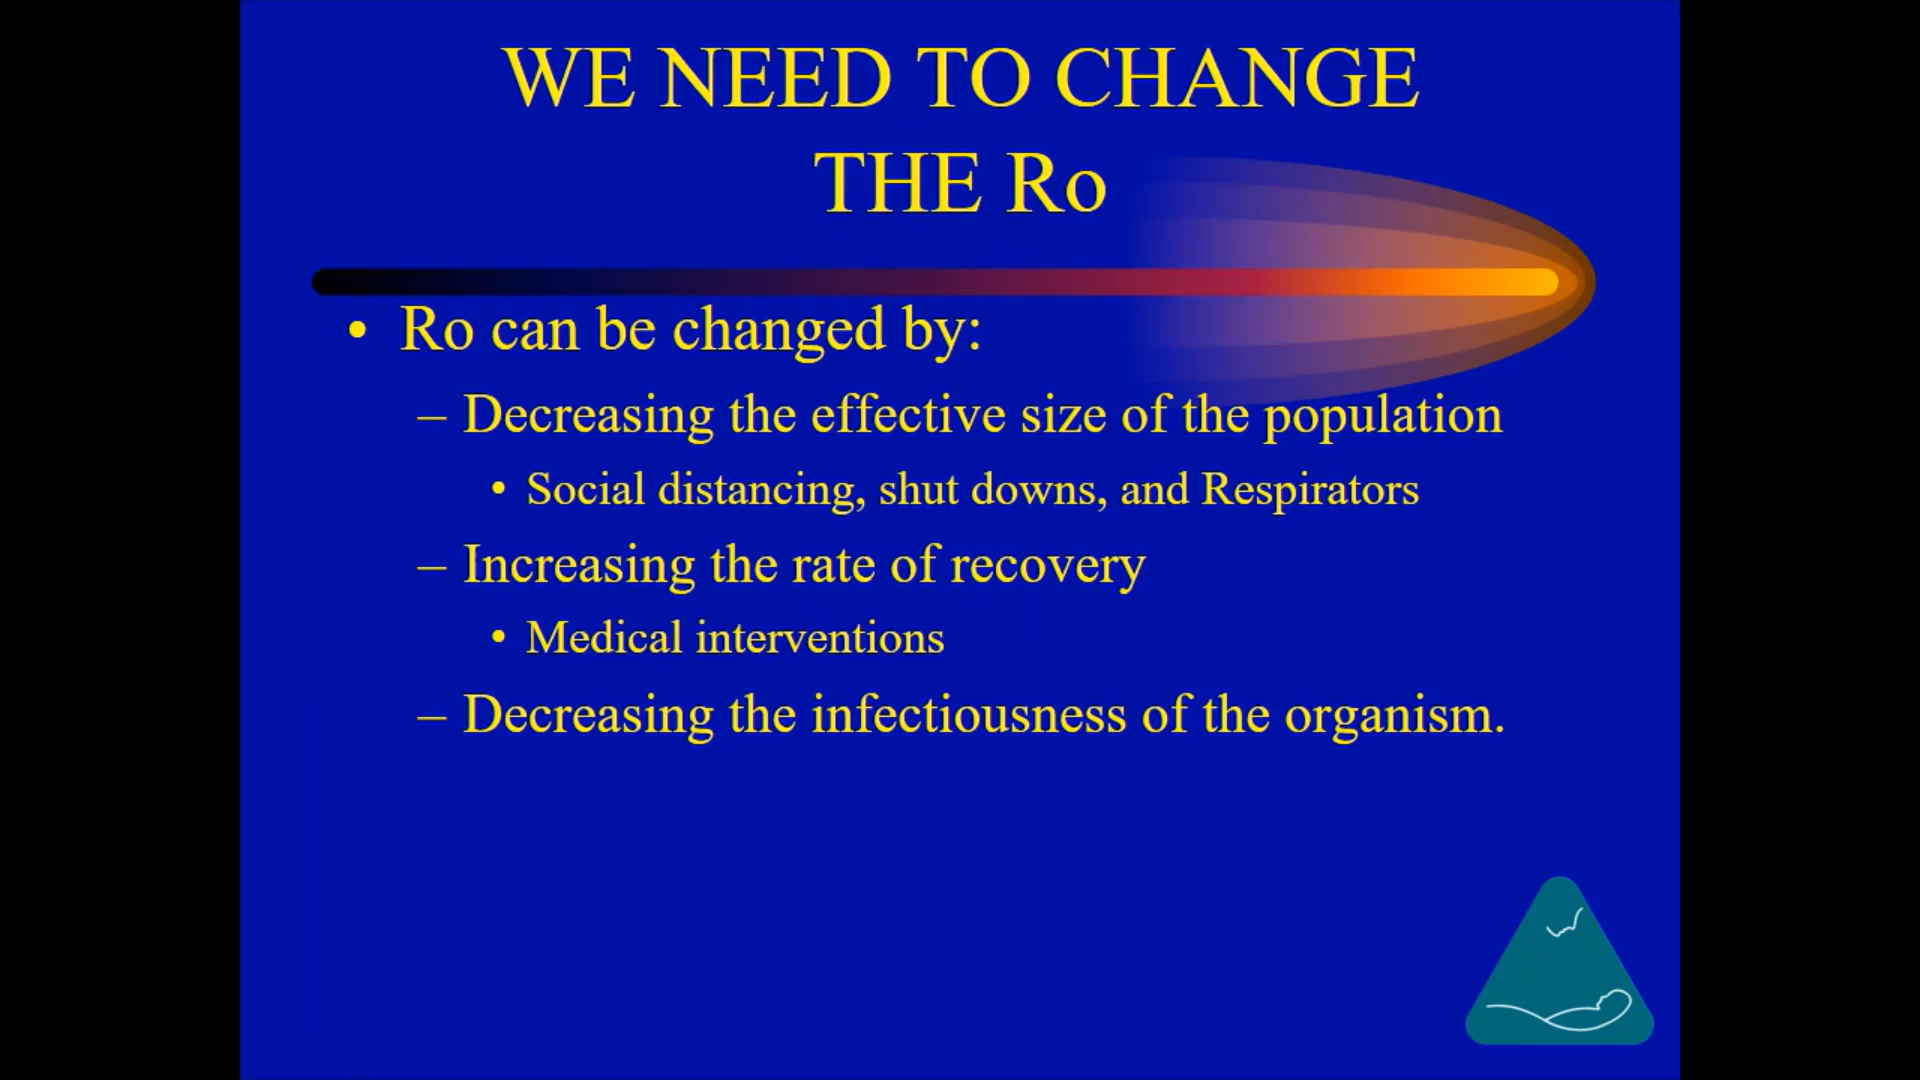 WE NEED TO CHANGE
THE Ro
• Ro can be changed by:
– Decreasing the effective size of the population
• Social distancing, shut downs, and Respirators
– Increasing the rate of recovery
• Medical interventions
– Decreasing the infectiousness of the organism.